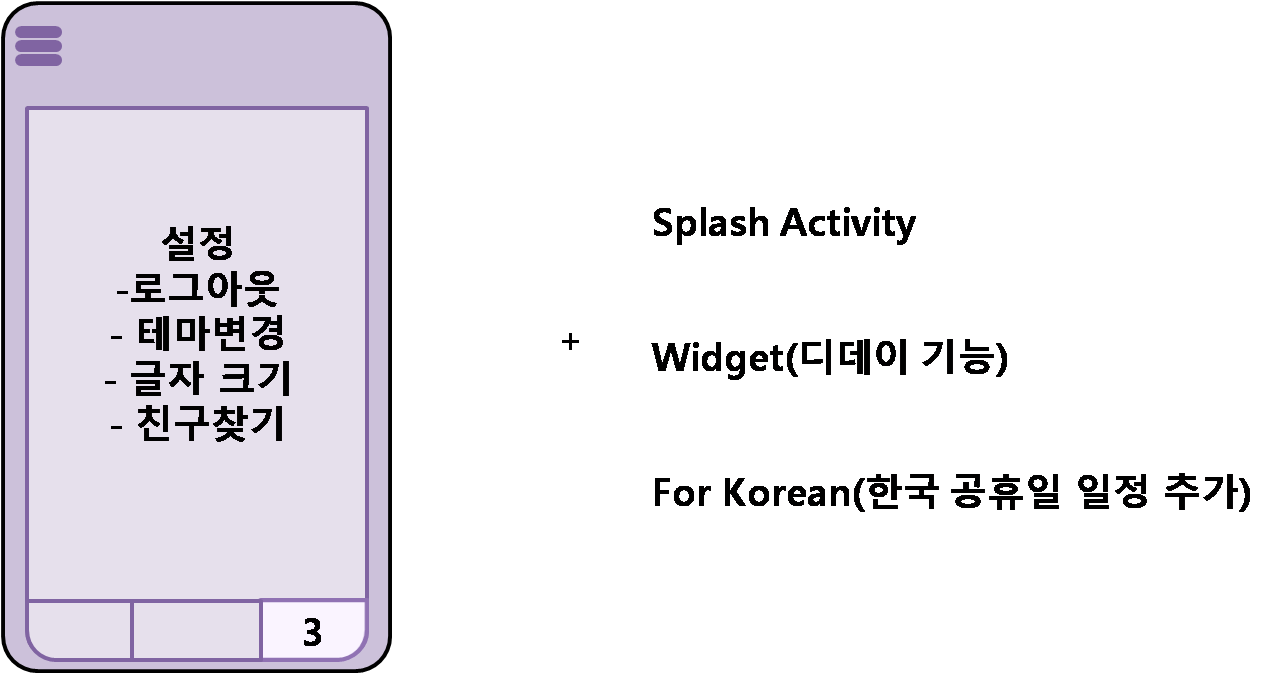 설정
-로그아웃
- 테마변경
- 글자 크기
- 친구찾기
3
+
Splash Activity
Widget(디데이 기능)
For Korean(한국 공휴일 일정 추가)